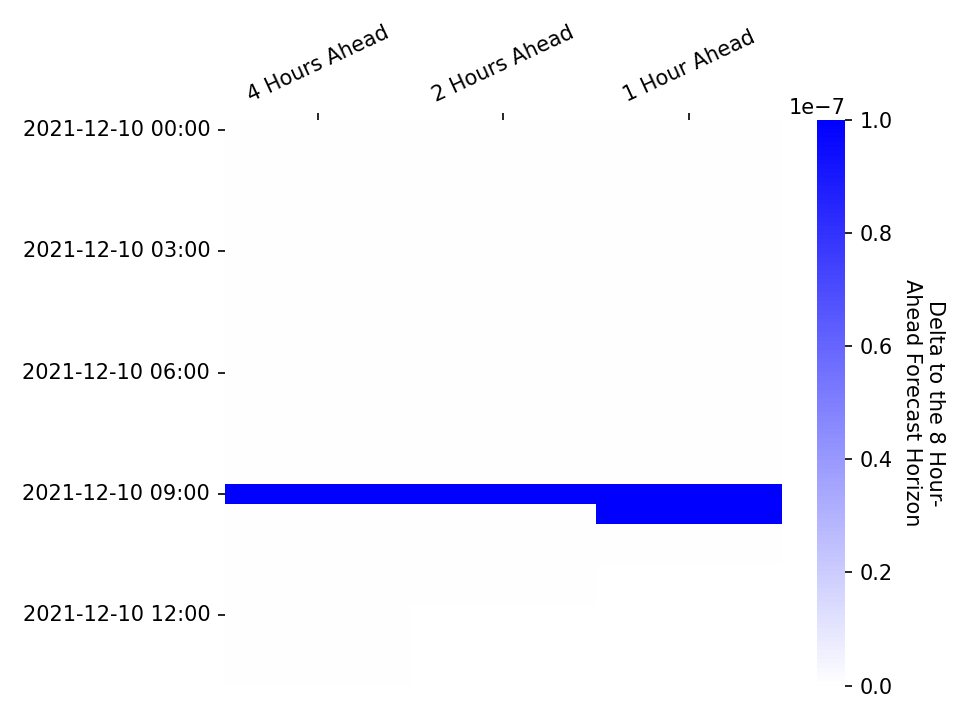 4 Hours Ahead
2 Hours Ahead
1 Hour Ahead
2021-12-10 00:00
2021-12-10 03:00
2021-12-10 06:00
2021-12-10 09:00
2021-12-10 12:00
1e−7
1.0
0.8
0.6
0.4
0.2
0.0
Delta to the 8 Hour-
Ahead Forecast Horizon